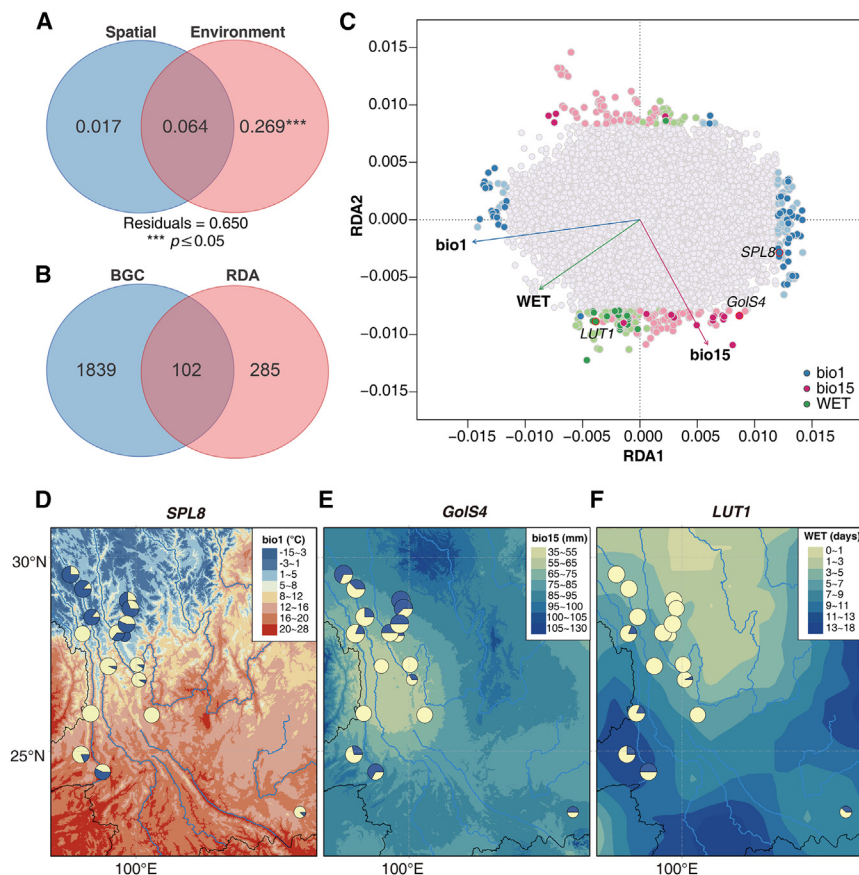 A
Spatial
Environment
0.017
0.064
0.269***
Residuals = 0.650
*** p≤0.05
B
BGC
RDA
1839
102
285
C
0.015
0.010
0.005
0.000
−0.005
−0.010
−0.015
RDA2
bio1
WET
bio15
SPL8
GolS4
LUT1
bio1
bio15
WET
−0.015
−0.010
−0.005
0.000
0.005
0.010
0.015
RDA1
D
SPL8
bio1 (°C)
-15~3
-3~1
1~5
5~8
8~12
12~16
16~20
20~28
30°N
25°N
100°E
E
GolS4
bio15 (mm)
35~55
55~65
65~75
75~85
85~95
95~100
100~105
105~130
100°E
F
LUT1
WET (days)
0~1
1~3
3~5
5~7
7~9
9~11
11~13
13~18
100°E